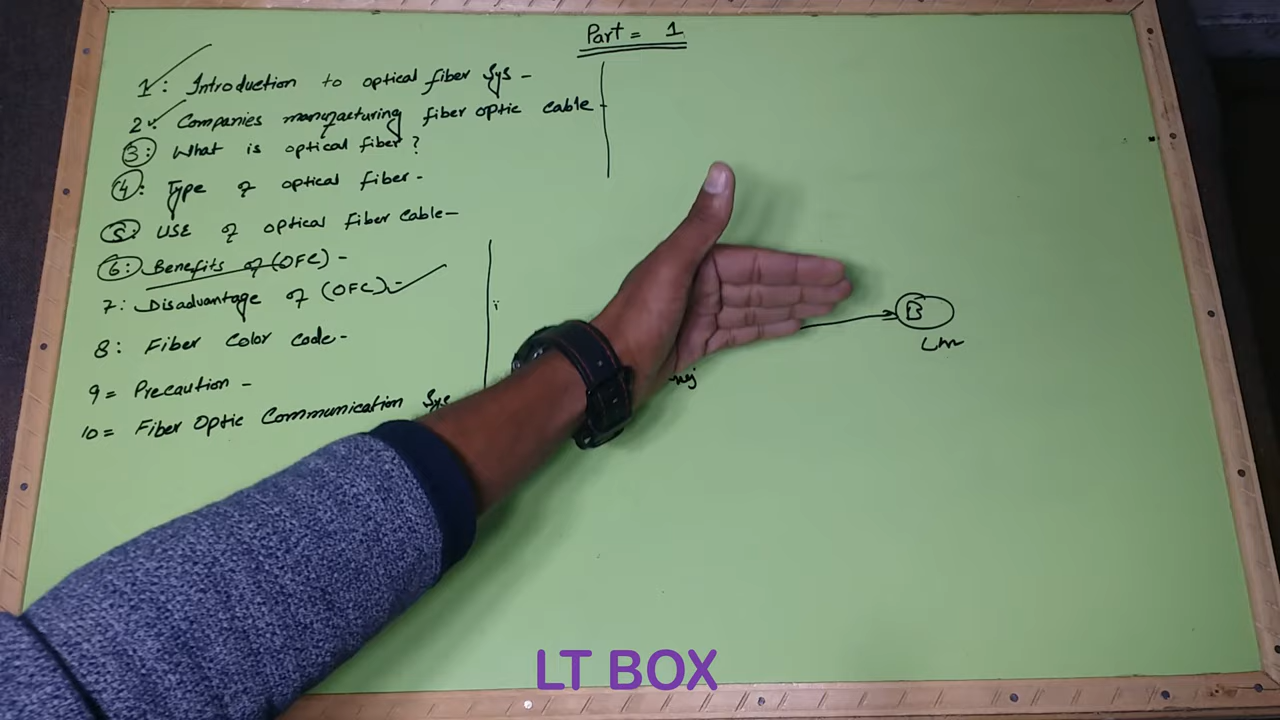 Part = 1
1: Introduction to optical fiber Sys -
2 Companies manufacturing fiber optic cable -
3: What is optical fiber?
4: Type of optical fiber -
5: USE of optical fiber cable -
6: Benefits of (OFC) -
7: Disadvantage of (OFC) -
8: Fiber Color Code -
9 = Precaution -
10 = Fiber Optic Communication Sys
B
LT BOX